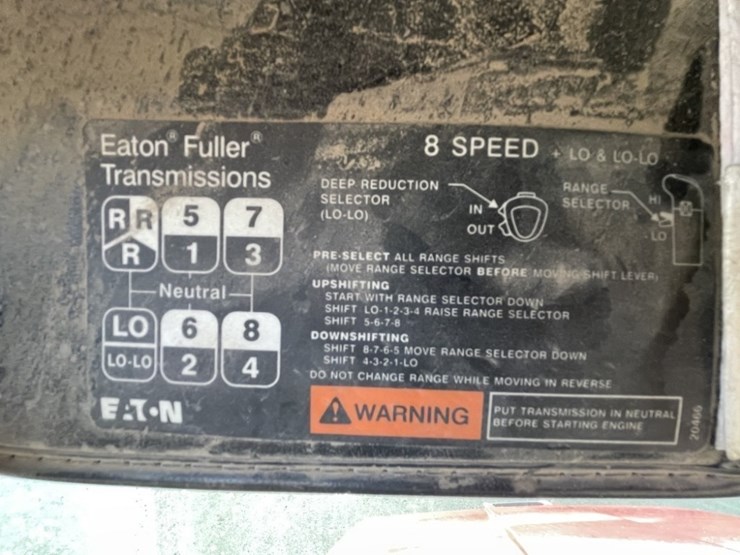 Eaton® Fuller®
Transmissions
8 SPEED + LO & LO-LO
DEEP REDUCTION
SELECTOR
(LO-LO)
IN
OUT
RANGE
SELECTOR
HI
LO
R R 5 7
R 1 3
Neutral
LO 6 8
LO-LO 2 4
PRE-SELECT ALL RANGE SHIFTS
(MOVE RANGE SELECTOR BEFORE MOVING SHIFT LEVER)
UPSHIFTING
START WITH RANGE SELECTOR DOWN
SHIFT LO-1-2-3-4 RAISE RANGE SELECTOR
SHIFT 5-6-7-8
DOWNSHIFTING
SHIFT 8-7-6-5 MOVE RANGE SELECTOR DOWN
SHIFT 4-3-2-1-LO
DO NOT CHANGE RANGE WHILE MOVING IN REVERSE
EATON
WARNING
PUT TRANSMISSION IN NEUTRAL
BEFORE STARTING ENGINE
20466